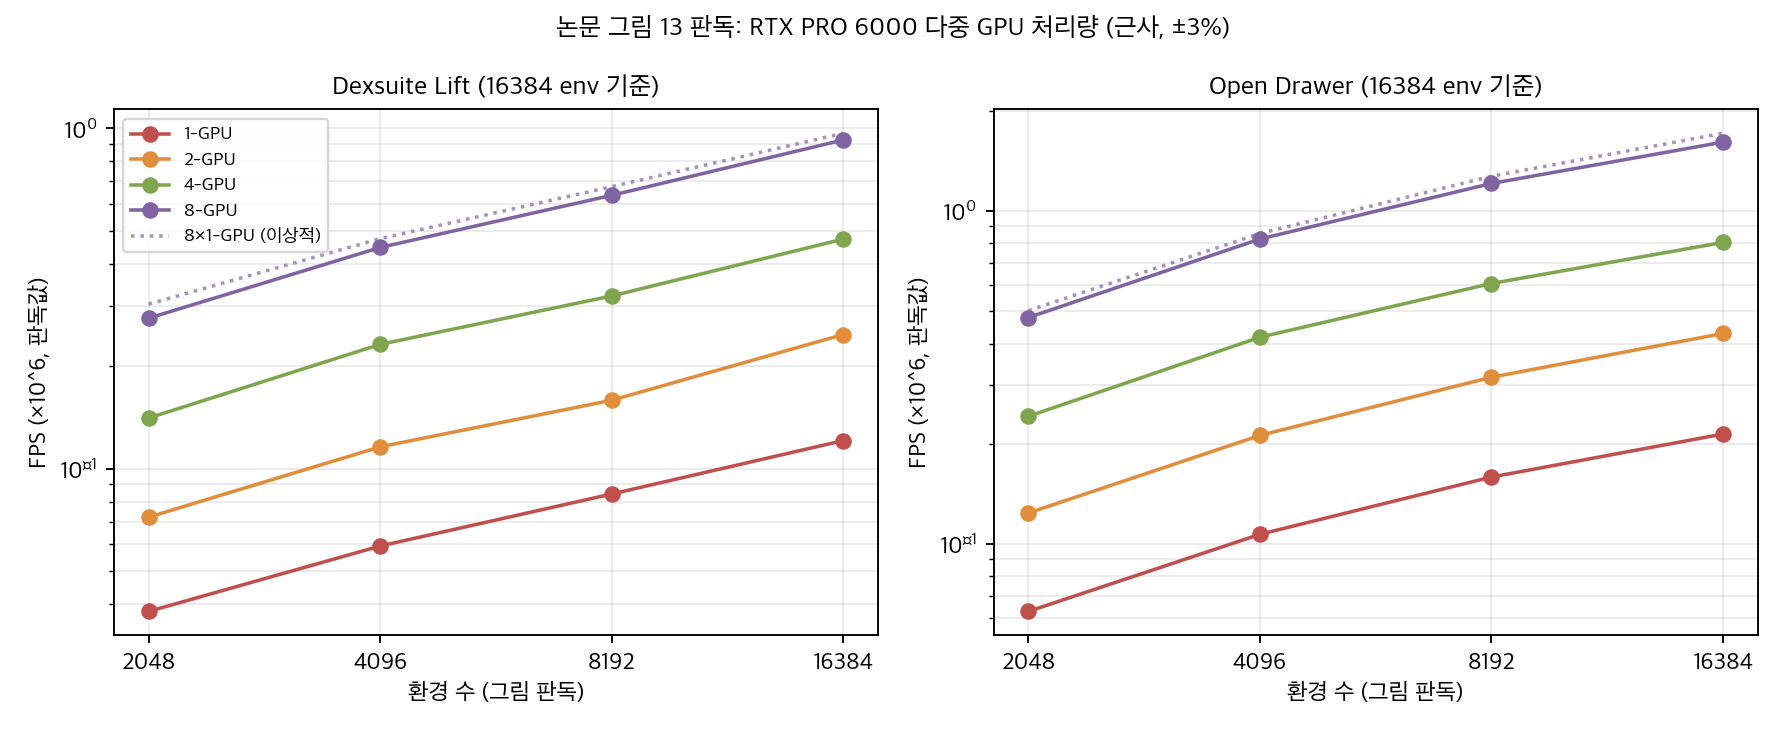 논문 그림 13 판독: RTX PRO 6000 다중 GPU 처리량 (근사, ±3%)
Dexsuite Lift (16384 env 기준)
10⁰
10¤¹
1-GPU
2-GPU
4-GPU
8-GPU
8×1-GPU (이상적)
FPS (×10^6, 판독값)
2048 4096 8192 16384
환경 수 (그림 판독)
Open Drawer (16384 env 기준)
10⁰
10¤¹
FPS (×10^6, 판독값)
2048 4096 8192 16384
환경 수 (그림 판독)